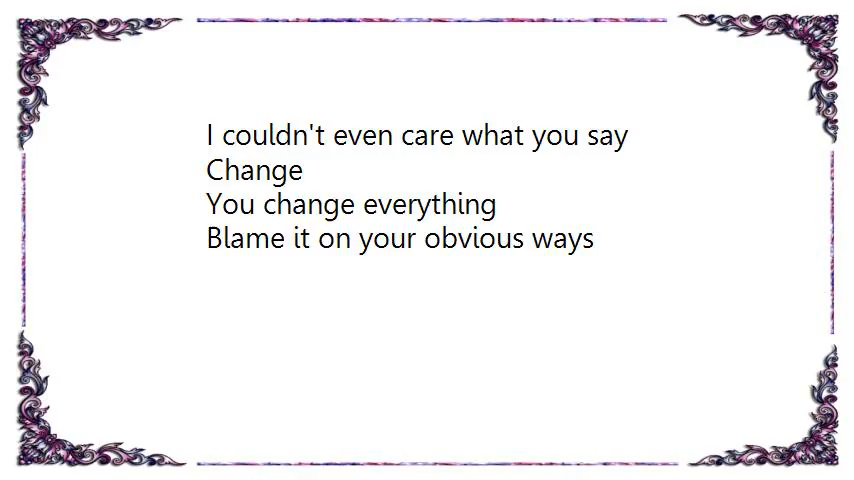 I couldn't even care what you say
Change
You change everything
Blame it on your obvious ways